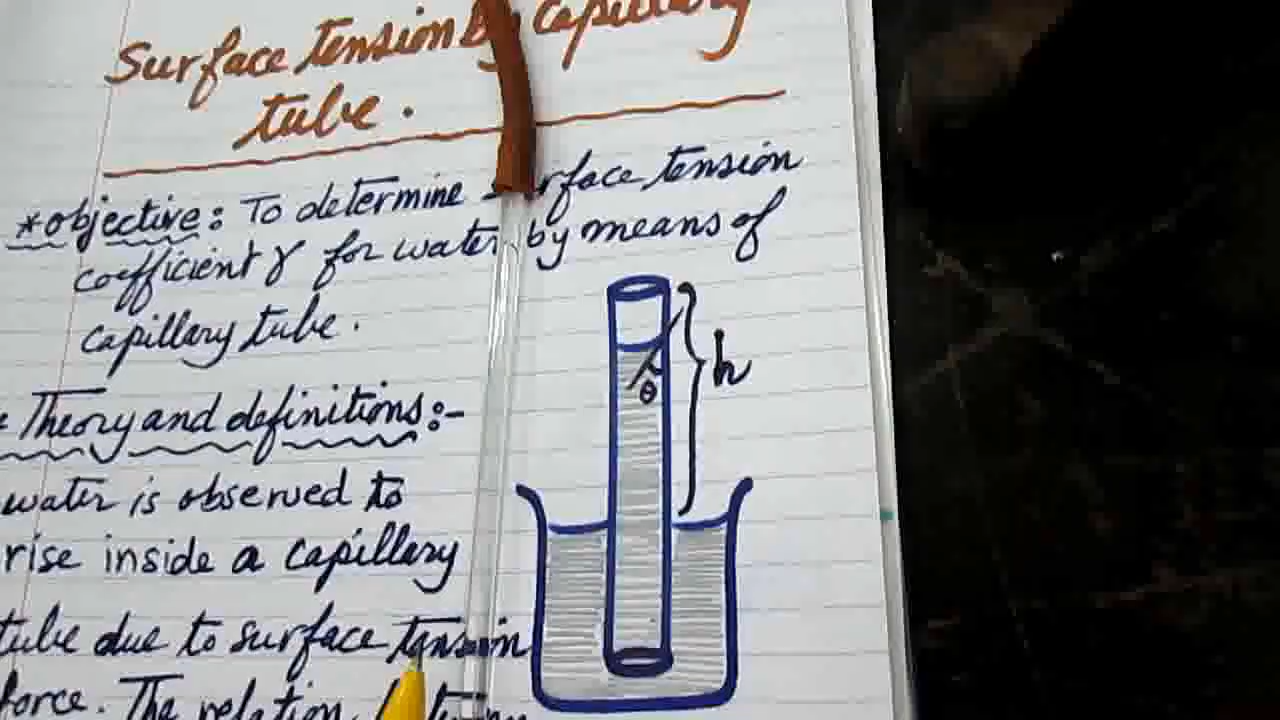 Surface tension By Capillary
tube.
*objective: To determine surface tension
coefficient γ for water by means of
capillary tube.
* Theory and definitions:-
water is observed to
rise inside a capillary
tube due to surface tension
force. The relation
h
θ